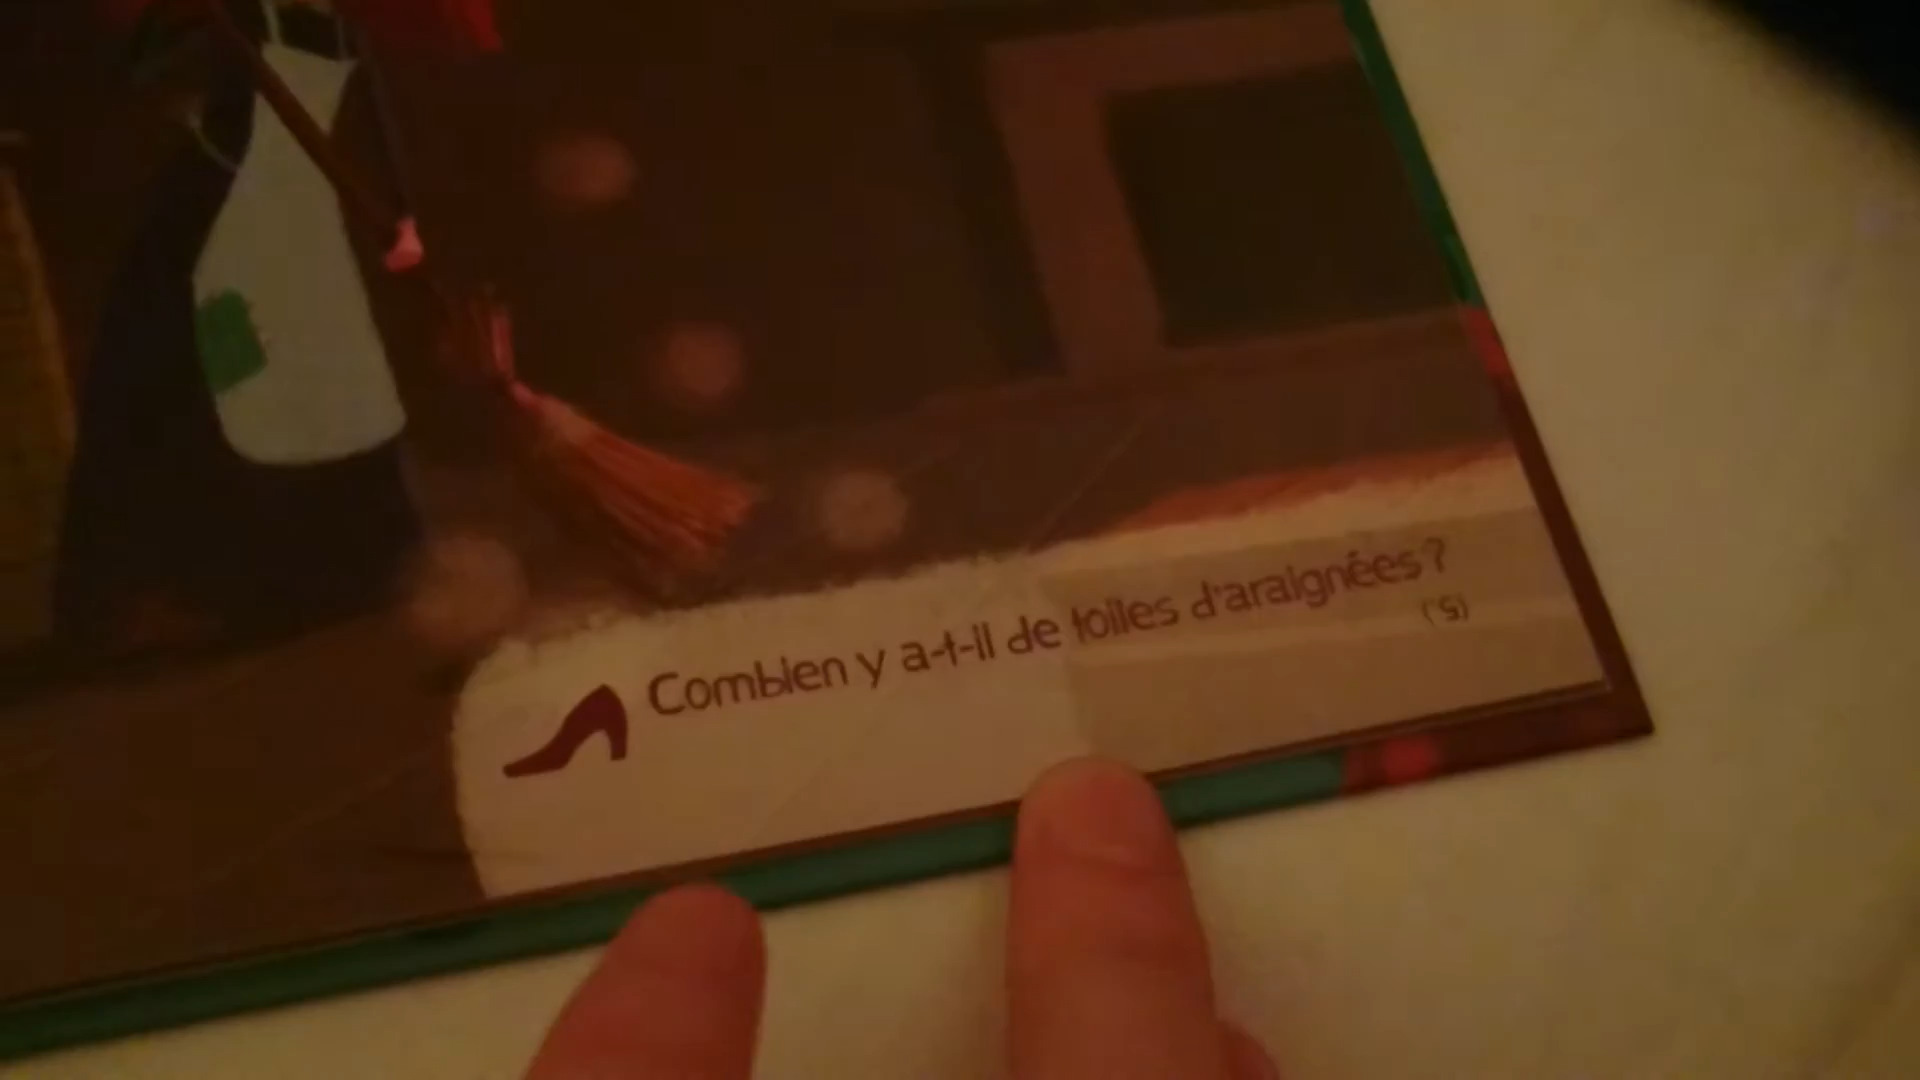 Combien y a-t-il de toiles d'araignées ?
(5)